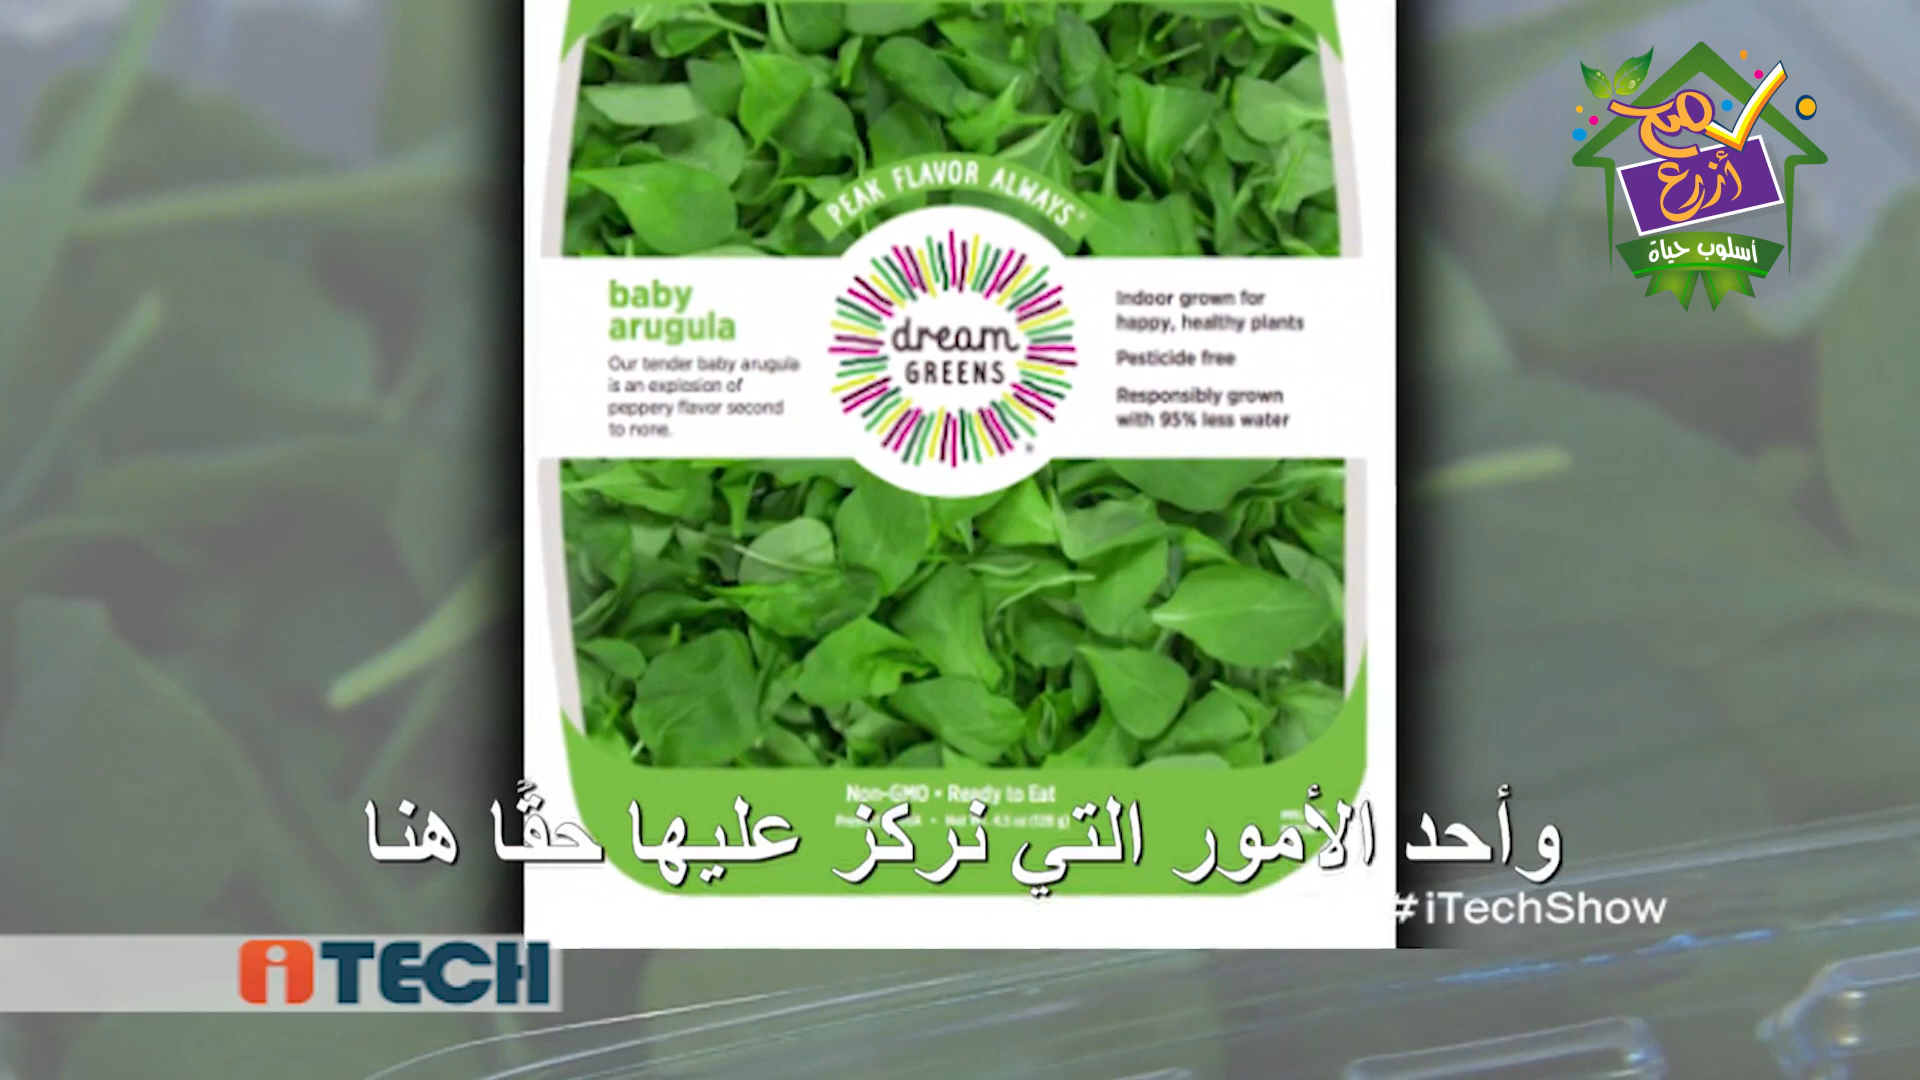 PEAK FLAVOR ALWAYS
dream
GREENS
baby
arugula
Our tender baby arugula
is an explosion of
peppery flavor second
to none.
Indoor grown for
happy, healthy plants
Pesticide free
Responsibly grown
with 95% less water
صح
أزرع
أسلوب حياة
Non-GMO • Ready to Eat
وأحد الأمور التي نركز عليها حقًا هنا
#iTechShow
iTECH